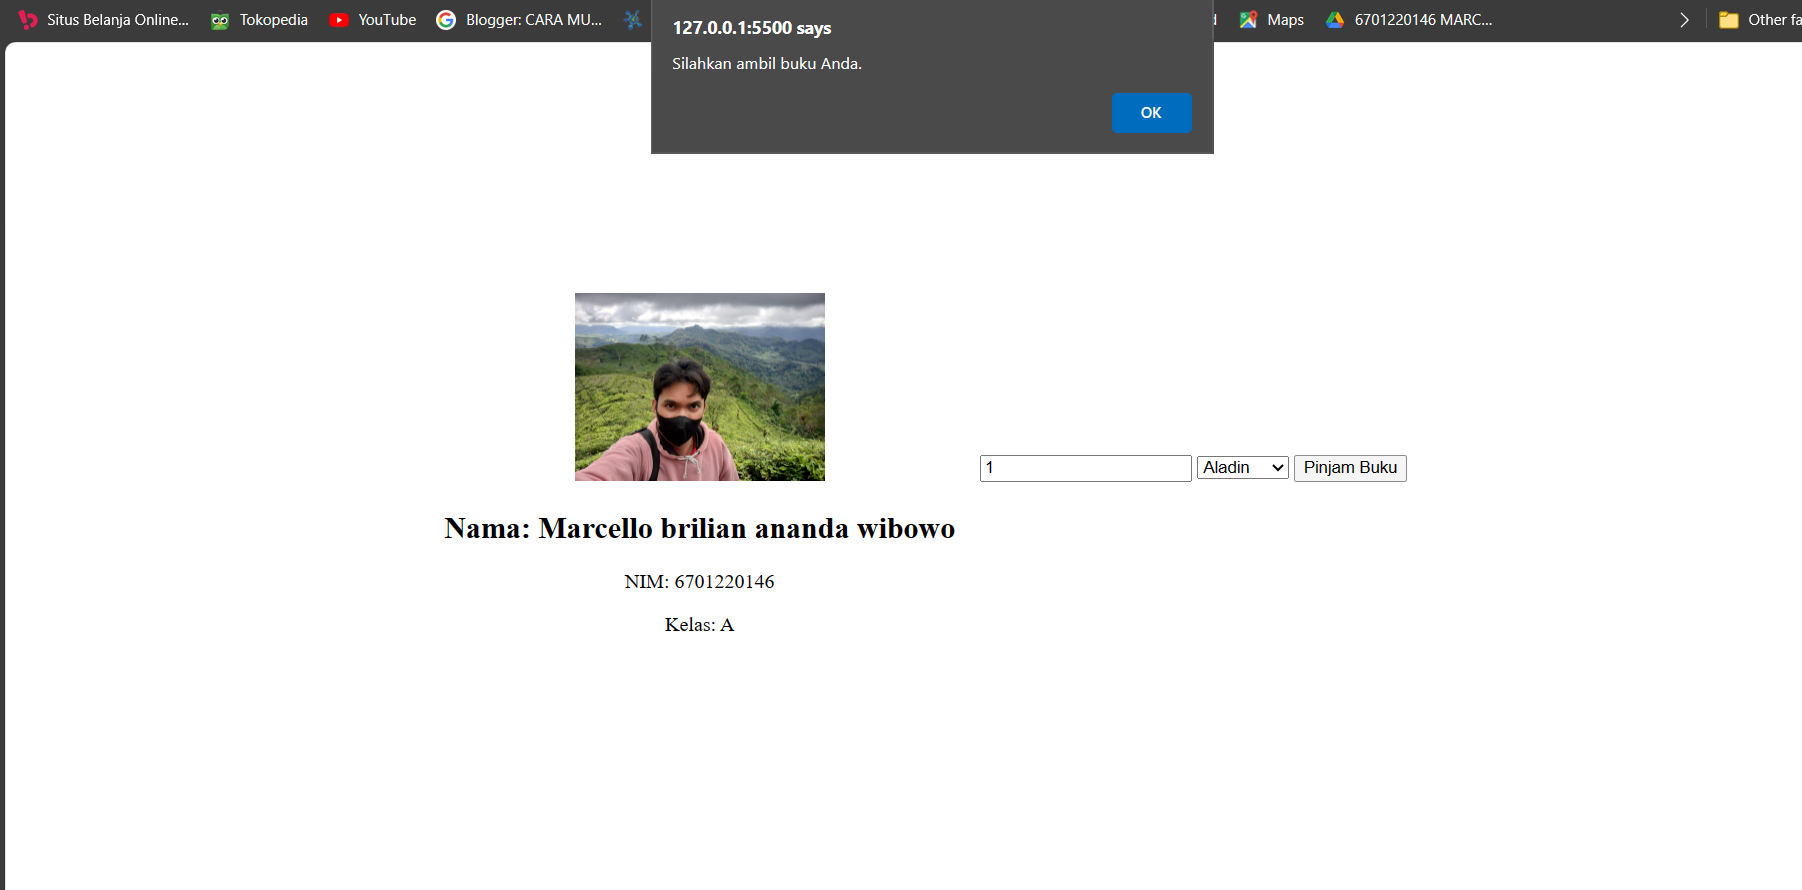 Situs Belanja Online... Tokopedia YouTube Blogger: CARA MU... Maps 6701220146 MARC... Other fa
127.0.0.1:5500 says
Silahkan ambil buku Anda.
OK
1 Aladin Pinjam Buku
Nama: Marcello brilian ananda wibowo
NIM: 6701220146
Kelas: A